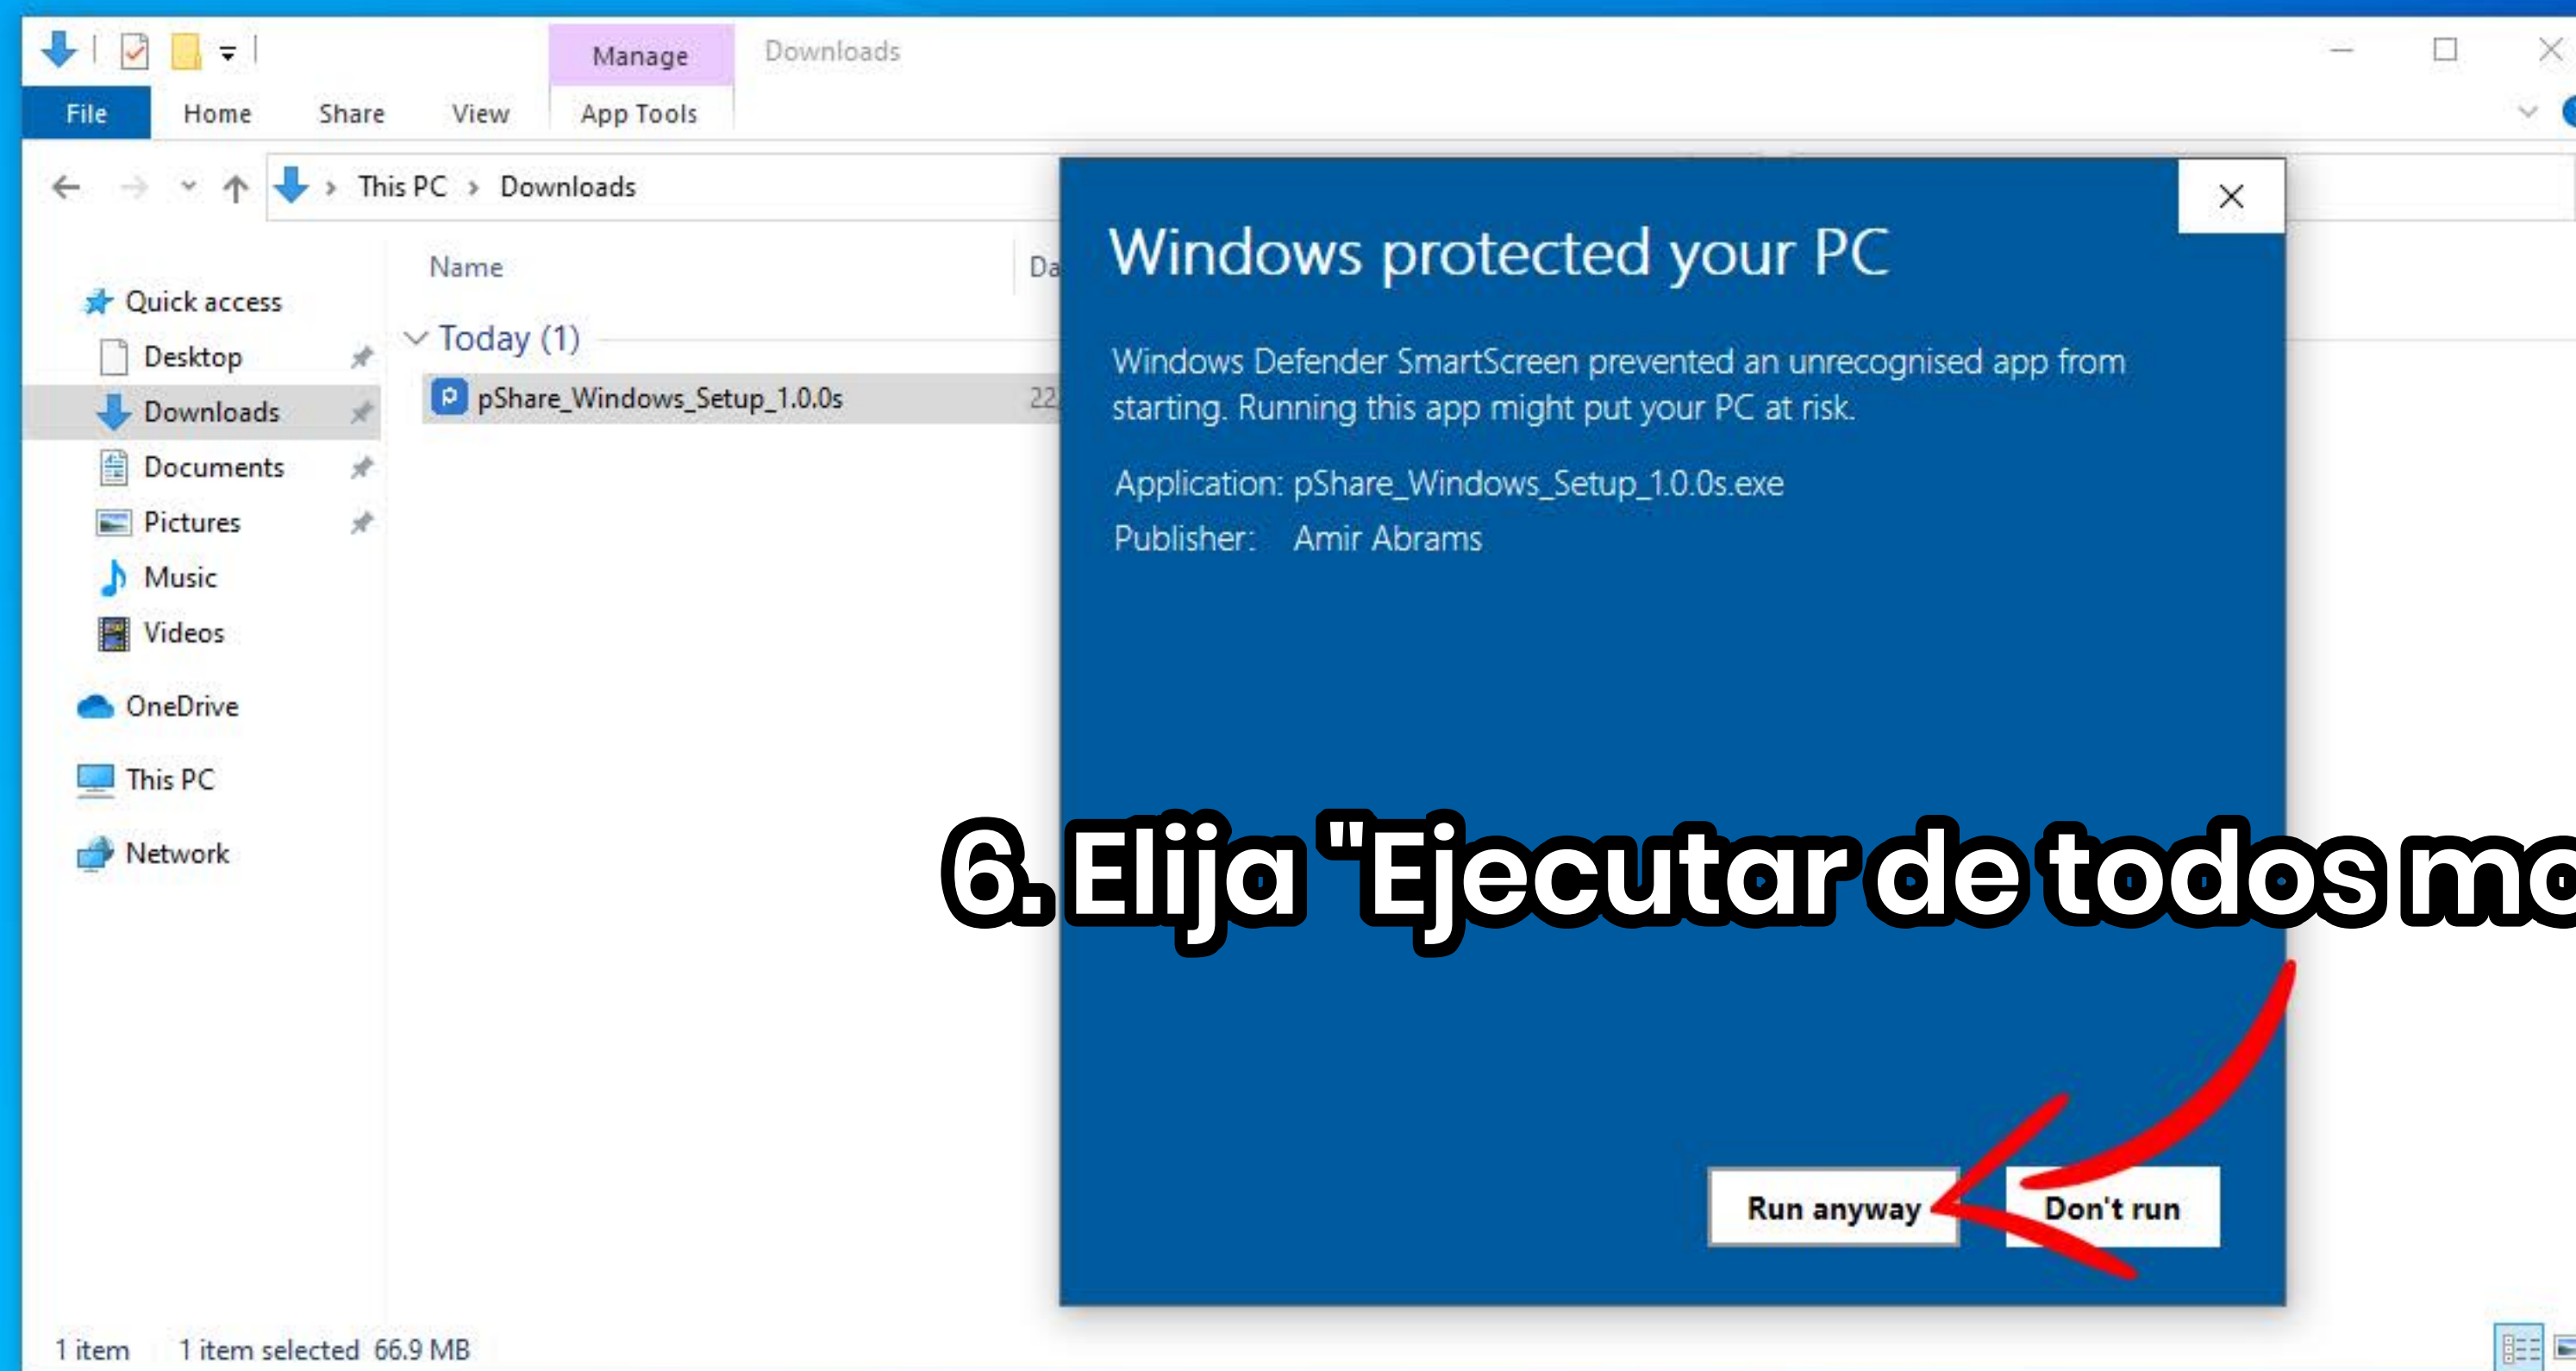 Manage
Downloads
File
Home
Share
View
App Tools
This PC > Downloads
Name
Da
Quick access
Desktop
Downloads
Documents
Pictures
Music
Videos
OneDrive
This PC
Network
Today (1)
pShare_Windows_Setup_1.0.0s
22
Windows protected your PC
Windows Defender SmartScreen prevented an unrecognised app from
starting. Running this app might put your PC at risk.
Application: pShare_Windows_Setup_1.0.0s.exe
Publisher: Amir Abrams
6. Elija "Ejecutar de todos mo
Run anyway
Don't run
1 item
1 item selected 66.9 MB